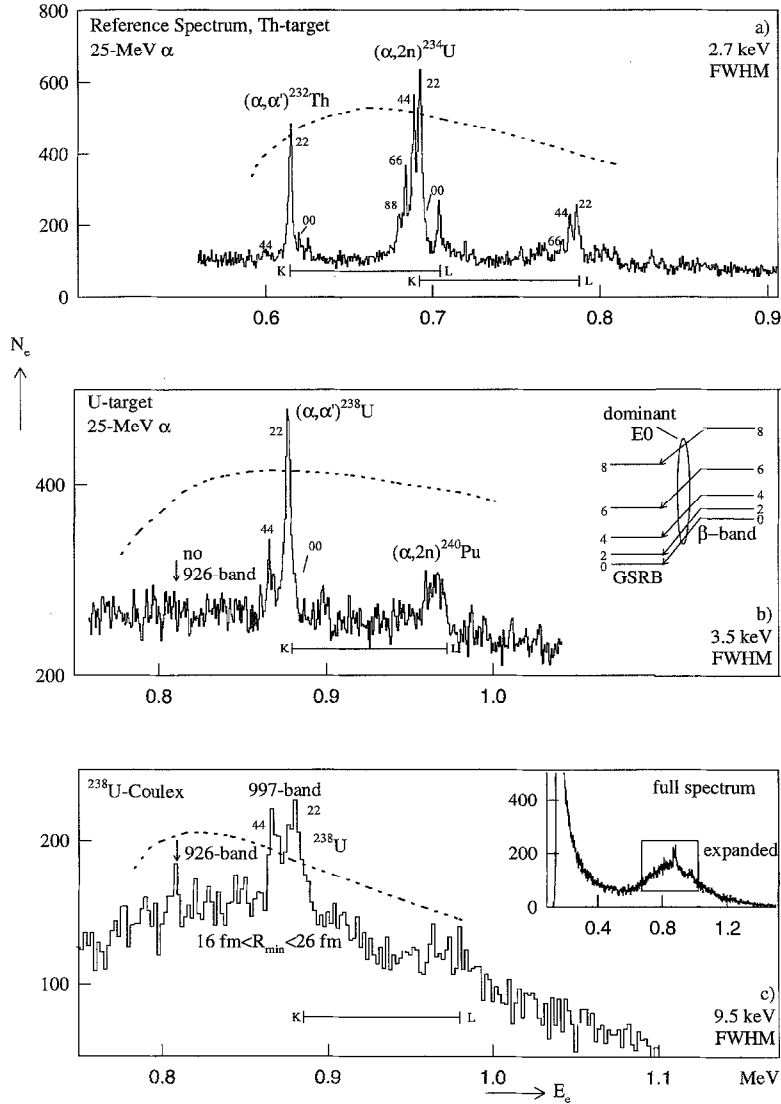 800
600
400
200
0
Reference Spectrum, Th-target
25-MeV α
a)
2.7 keV
FWHM
(α,2n)²³⁴U
(α,α')²³²Th
44
22
00
88
66
44
22
00
66
44
22
K
L
K
L
0.6
0.7
0.8
0.9
Nₑ
U-target
25-MeV α
400
200
(α,α')²³⁸U
22
44
00
no
926-band
(α,2n)²⁴⁰Pu
K
L
dominant
E0
8
6
4
2
0
8
6
4
2
0
β-band
GSRB
b)
3.5 keV
FWHM
0.8
0.9
1.0
²³⁸U-Coulex
200
100
997-band
44
22
²³⁸U
926-band
16 fm<R_min<26 fm
K
L
full spectrum
expanded
400
200
0
0.4
0.8
1.2
c)
9.5 keV
FWHM
0.8
0.9
1.0
1.1
MeV
Eₑ